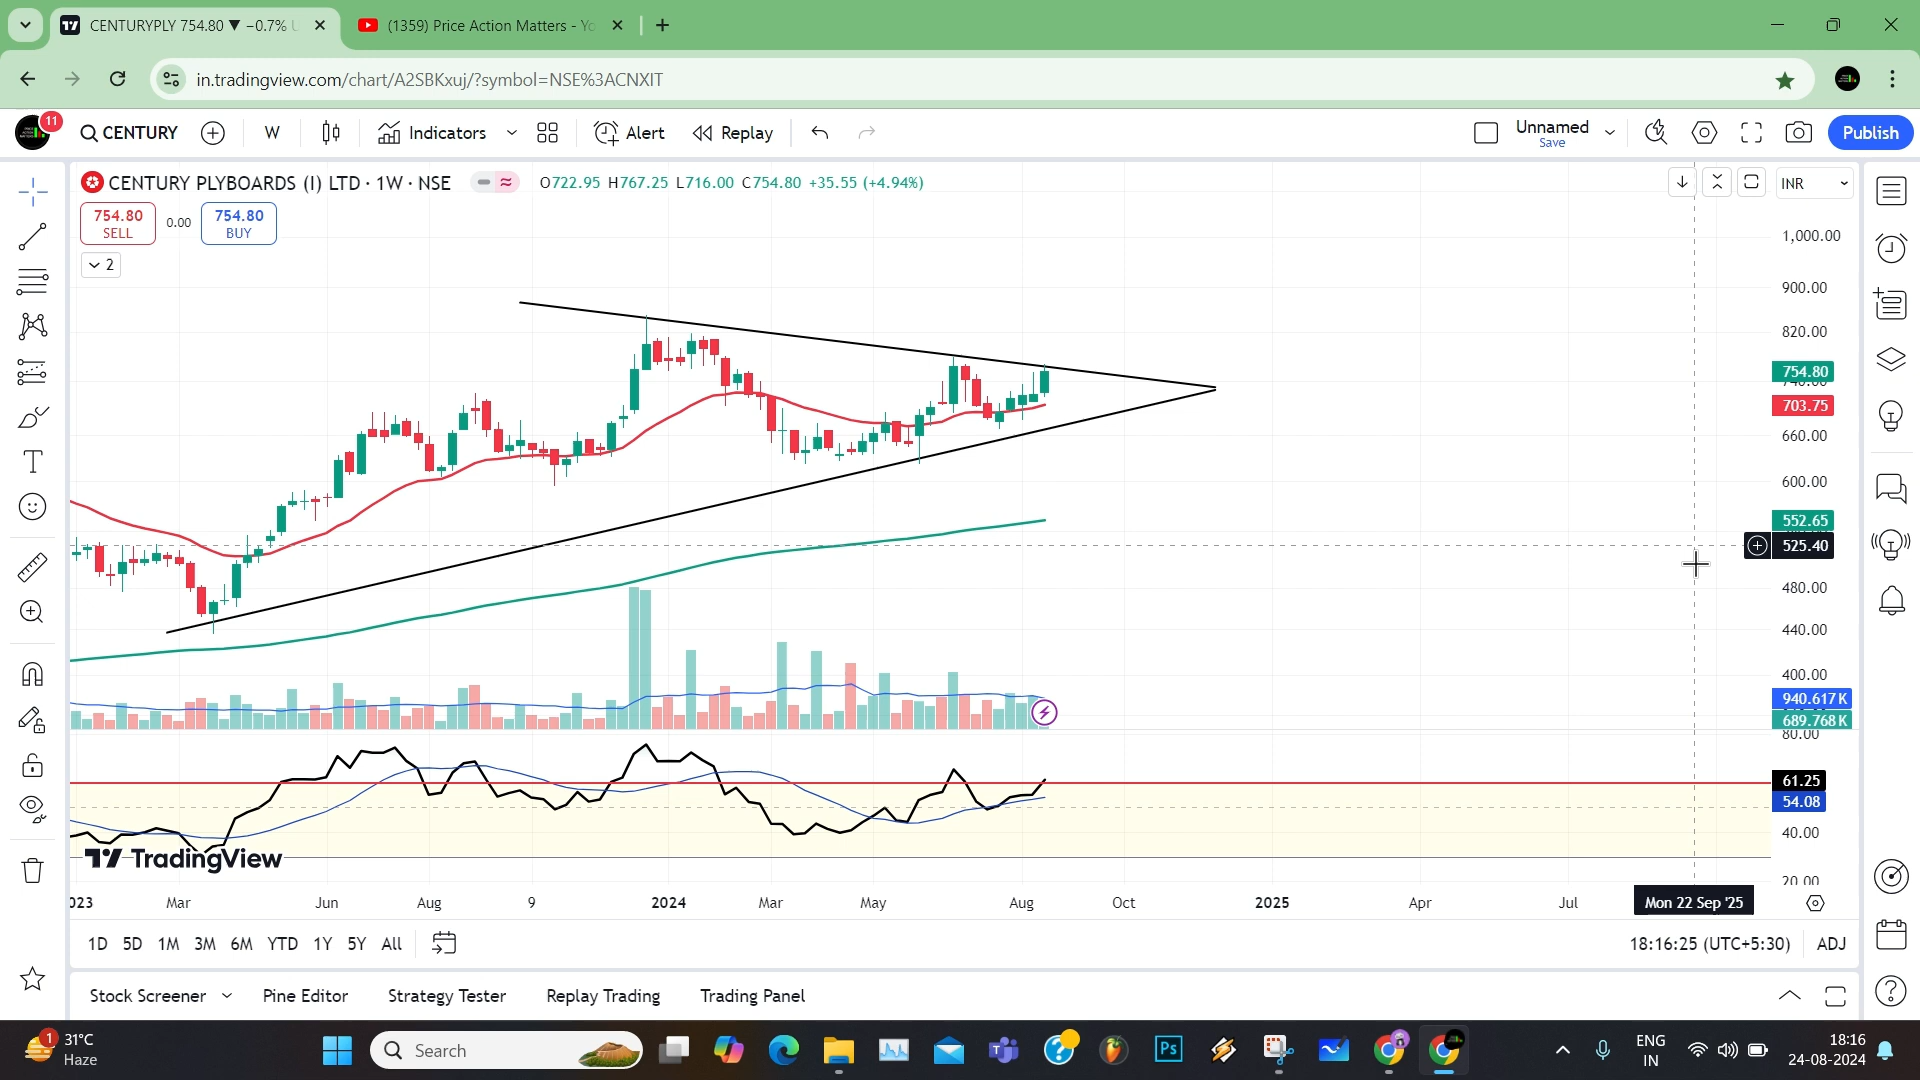 CENTURYPLY 754.80 ▼ −0.7% U
(1359) Price Action Matters - Yo
in.tradingview.com/chart/A2SBKxuj/?symbol=NSE%3ACNXIT
11
CENTURY
W
Indicators
Alert
Replay
Unnamed
Save
Publish
CENTURY PLYBOARDS (I) LTD · 1W · NSE
O722.95 H767.25 L716.00 C754.80 +35.55 (+4.94%)
INR
754.80
SELL
0.00
754.80
BUY
2
1,000.00
900.00
820.00
754.80
740.00
703.75
660.00
600.00
552.65
525.40
480.00
440.00
400.00
940.617K
689.768K
80.00
61.25
54.08
40.00
20.00
TradingView
023
Mar
Jun
Aug
9
2024
Mar
May
Aug
Oct
2025
Apr
Jul
Mon 22 Sep '25
1D 5D 1M 3M 6M YTD 1Y 5Y All
18:16:25 (UTC+5:30)
ADJ
Stock Screener
Pine Editor
Strategy Tester
Replay Trading
Trading Panel
1
31°C
Haze
Search
Ps
ENG
IN
18:16
24-08-2024